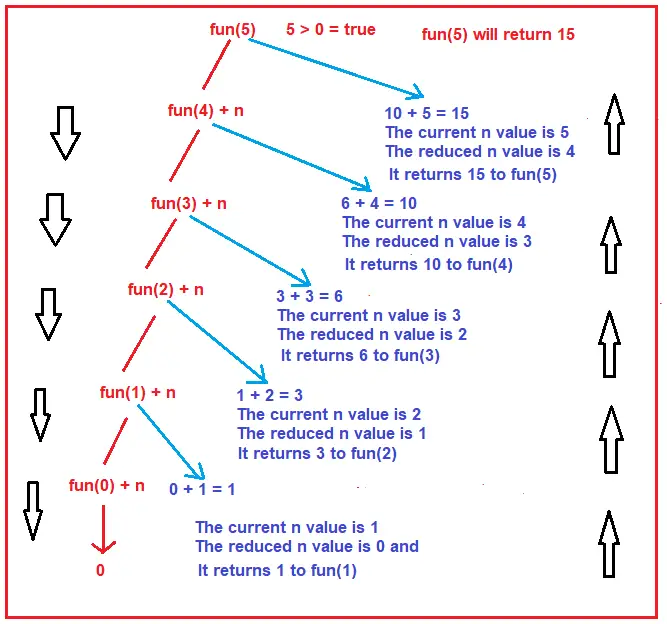 fun(5) 5 > 0 = true fun(5) will return 15
fun(4) + n
10 + 5 = 15
The current n value is 5
The reduced n value is 4
It returns 15 to fun(5)
fun(3) + n
6 + 4 = 10
The current n value is 4
The reduced n value is 3
It returns 10 to fun(4)
fun(2) + n
3 + 3 = 6
The current n value is 3
The reduced n value is 2
It returns 6 to fun(3)
fun(1) + n
1 + 2 = 3
The current n value is 2
The reduced n value is 1
It returns 3 to fun(2)
fun(0) + n
0 + 1 = 1
The current n value is 1
The reduced n value is 0 and
It returns 1 to fun(1)
0